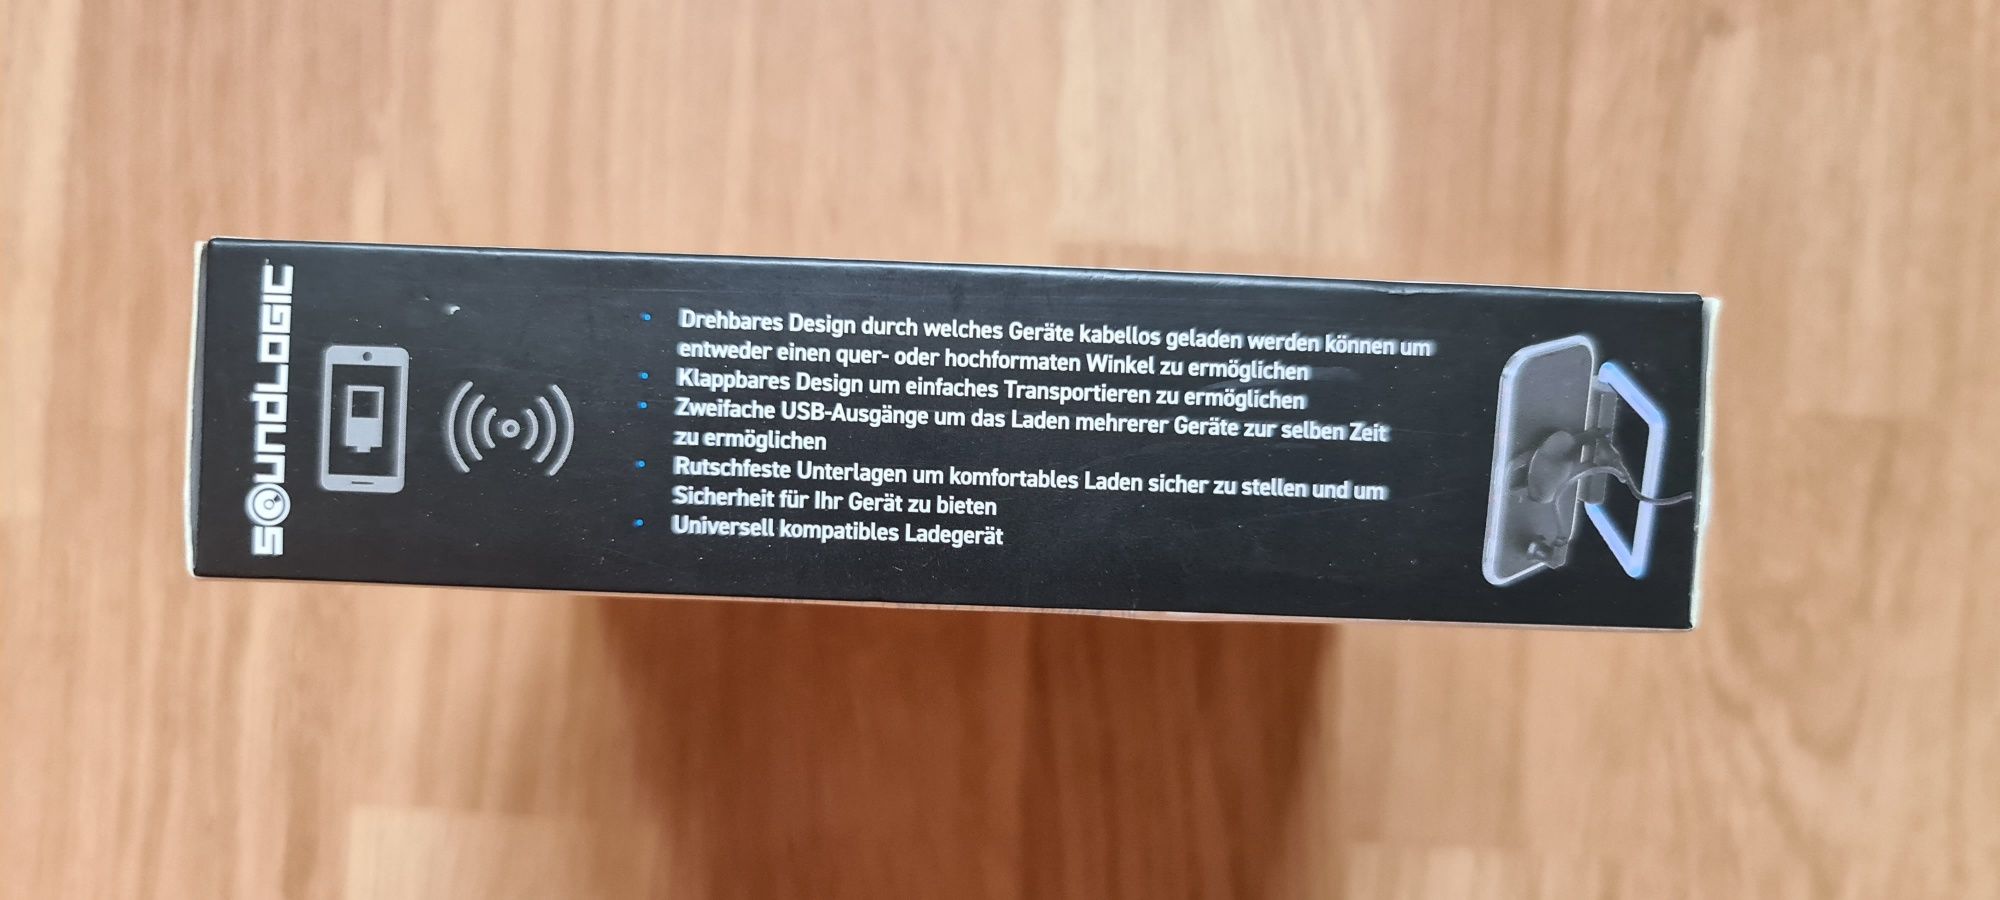 SOUNDLOGIC
• Drehbares Design durch welches Geräte kabellos geladen werden können um
entweder einen quer- oder hochformaten Winkel zu ermöglichen
• Klappbares Design um einfaches Transportieren zu ermöglichen
• Zweifache USB-Ausgänge um das Laden mehrerer Geräte zur selben Zeit
zu ermöglichen
• Rutschfeste Unterlagen um komfortables Laden sicher zu stellen und um
Sicherheit für Ihr Gerät zu bieten
• Universell kompatibles Ladegerät